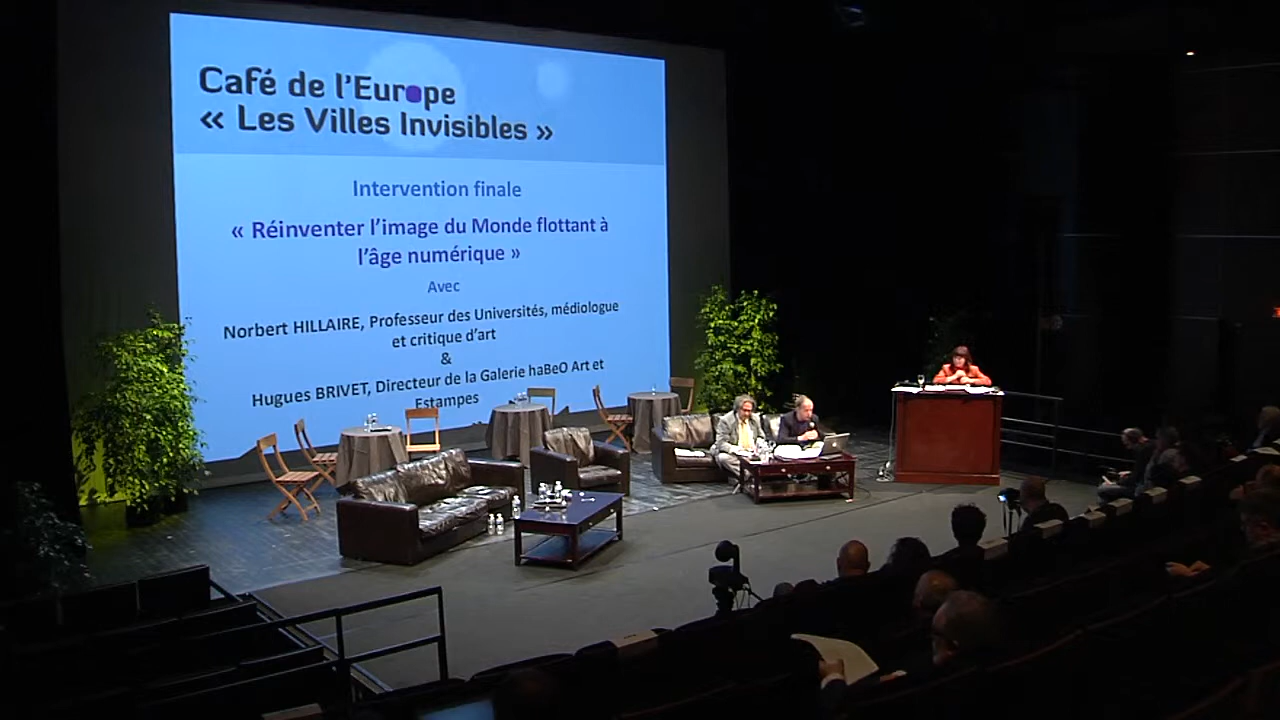 Café de l'Europe
« Les Villes Invisibles »
Intervention finale
« Réinventer l'image du Monde flottant à
l'âge numérique »
Avec
Norbert HILLAIRE, Professeur des Universités, médiologue
et critique d'art
&
Hugues BRIVET, Directeur de la Galerie haBeO Art et
Estampes